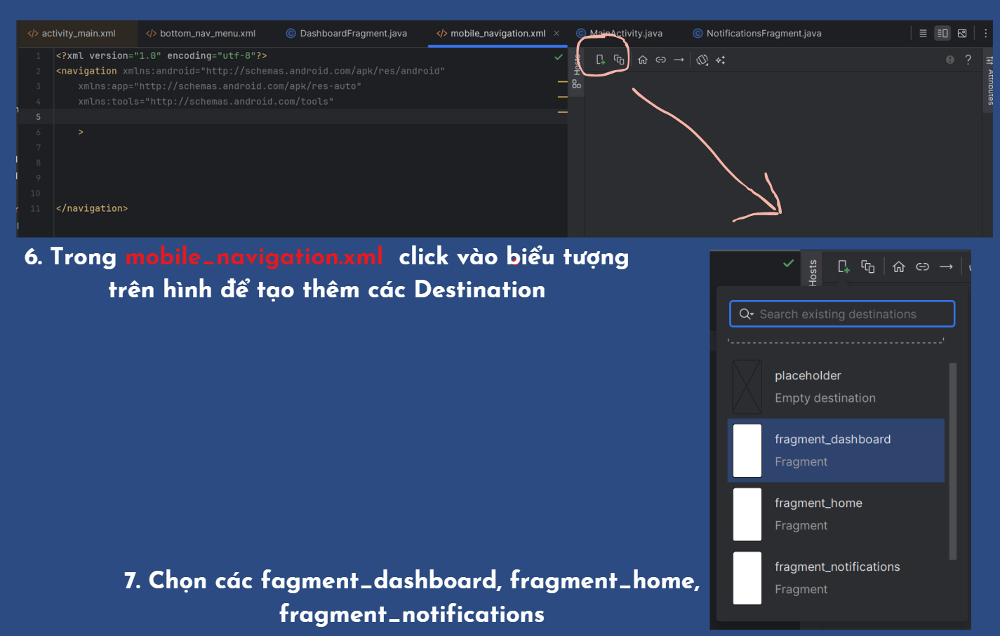 activity_main.xml
bottom_nav_menu.xml
DashboardFragment.java
mobile_navigation.xml
MainActivity.java
NotificationsFragment.java
1 <?xml version="1.0" encoding="utf-8"?>
2 <navigation xmlns:android="http://schemas.android.com/apk/res/android"
3 xmlns:app="http://schemas.android.com/apk/res-auto"
4 xmlns:tools="http://schemas.android.com/tools"
5
6 >
7
8
9
10
11 </navigation>
Hosts
Attributes
6. Trong mobile_navigation.xml click vào biểu tượng
trên hình để tạo thêm các Destination
Hosts
Search existing destinations
placeholder
Empty destination
fragment_dashboard
Fragment
fragment_home
Fragment
fragment_notifications
Fragment
7. Chọn các fagment_dashboard, fragment_home,
fragment_notifications